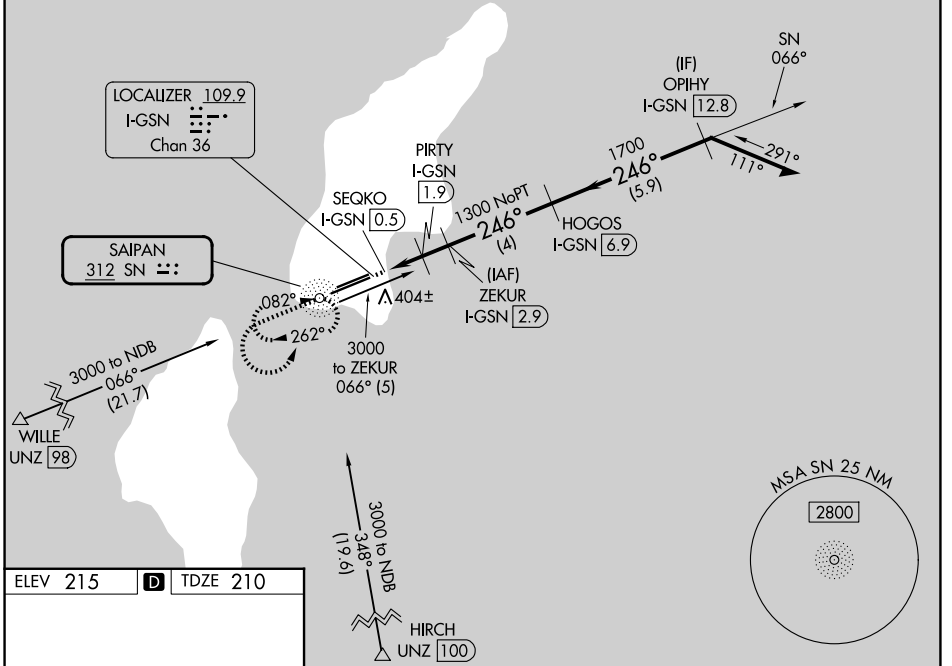 SN
066°
(IF)
OPIHY
I-GSN 12.8
LOCALIZER 109.9
I-GSN
Chan 36
291°
111°
1700
246°
(5.9)
PIRTY
I-GSN
1.9
1300 NoPT
246°
(4)
HOGOS
I-GSN 6.9
SEQKO
I-GSN 0.5
SAIPAN
312 SN
(IAF)
ZEKUR
I-GSN 2.9
082°
404±
262°
3000
to ZEKUR
066° (5)
3000 to NDB
066°
(21.7)
WILLE
UNZ 98
3000 to NDB
348°
(19.6)
HIRCH
UNZ 100
MSA SN 25 NM
2800
ELEV 215 D TDZE 210